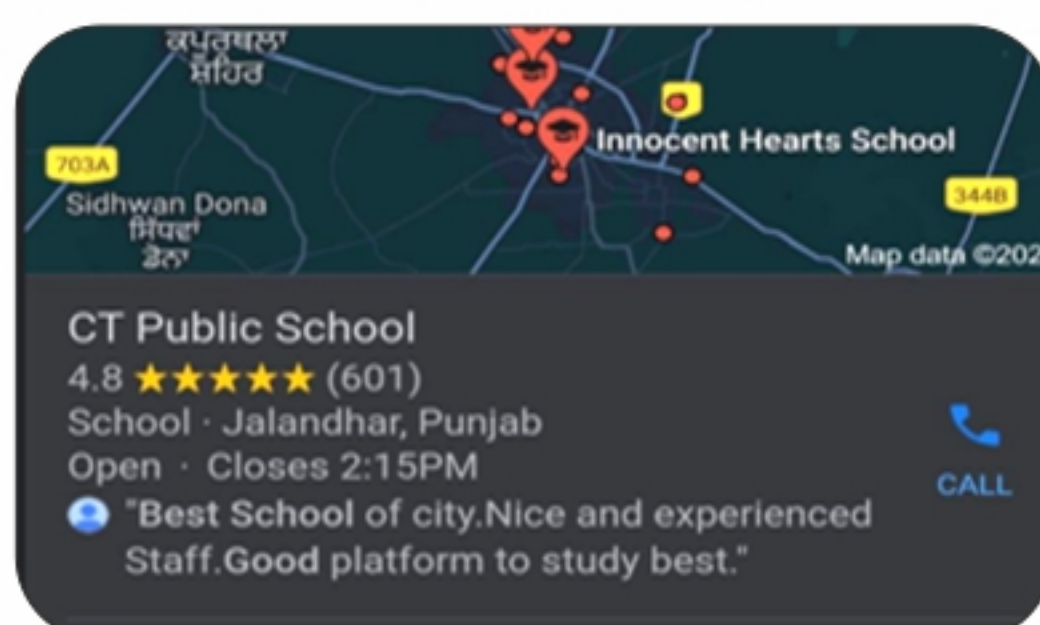 ਕਪੂਰਥਲਾ
ਸ਼ਹਿਰ
703A
Innocent Hearts School
Sidhwan Dona
ਸਿੱਧਵਾਂ
ਡੋਨਾ
344B
Map data ©202
CT Public School
4.8 ★★★★★ (601)
School · Jalandhar, Punjab
Open · Closes 2:15PM
CALL
"Best School of city.Nice and experienced
Staff.Good platform to study best."